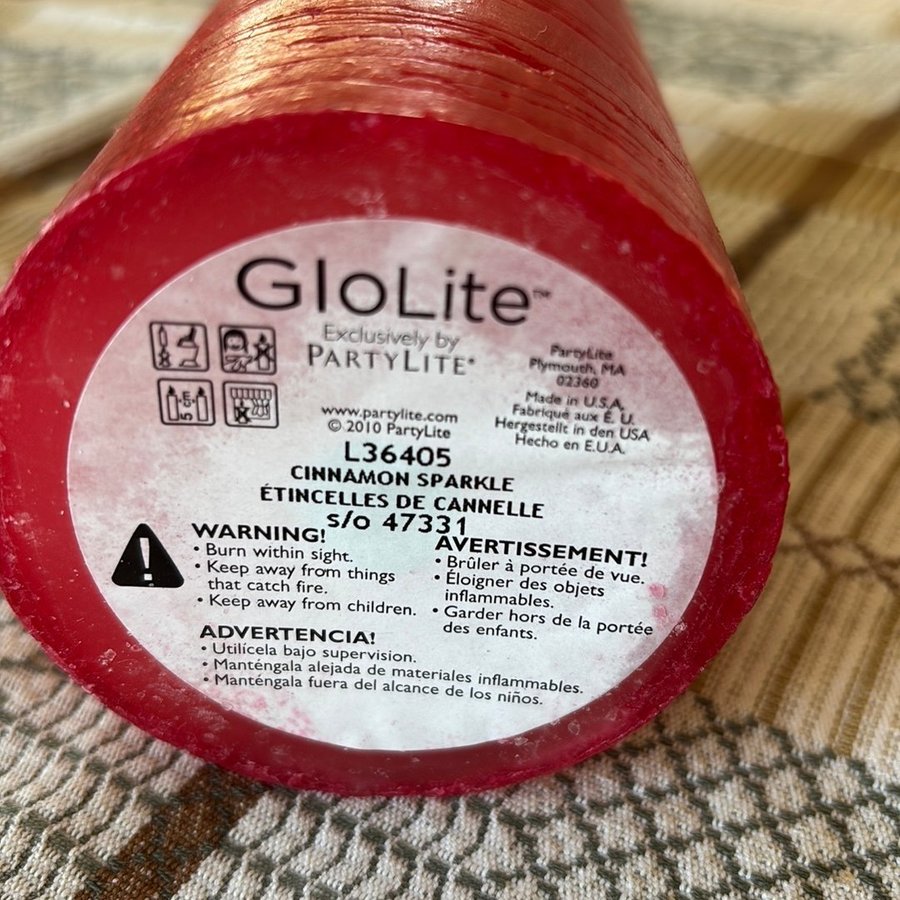 GloLite™
Exclusively by
PARTYLITE®
PartyLite
Plymouth, MA
02360
Made in U.S.A.
Fabriqué aux É. U.
Hergestellt in den USA
Hecho en E.U.A.
www.partylite.com
© 2010 PartyLite
L36405
CINNAMON SPARKLE
ÉTINCELLES DE CANNELLE
s/o 47331
WARNING!
• Burn within sight.
• Keep away from things
that catch fire.
• Keep away from children.
AVERTISSEMENT!
• Brûler à portée de vue.
• Éloigner des objets
inflammables.
• Garder hors de la portée
des enfants.
ADVERTENCIA!
• Utilícela bajo supervision.
• Manténgala alejada de materiales inflammables.
• Manténgala fuera del alcance de los niños.